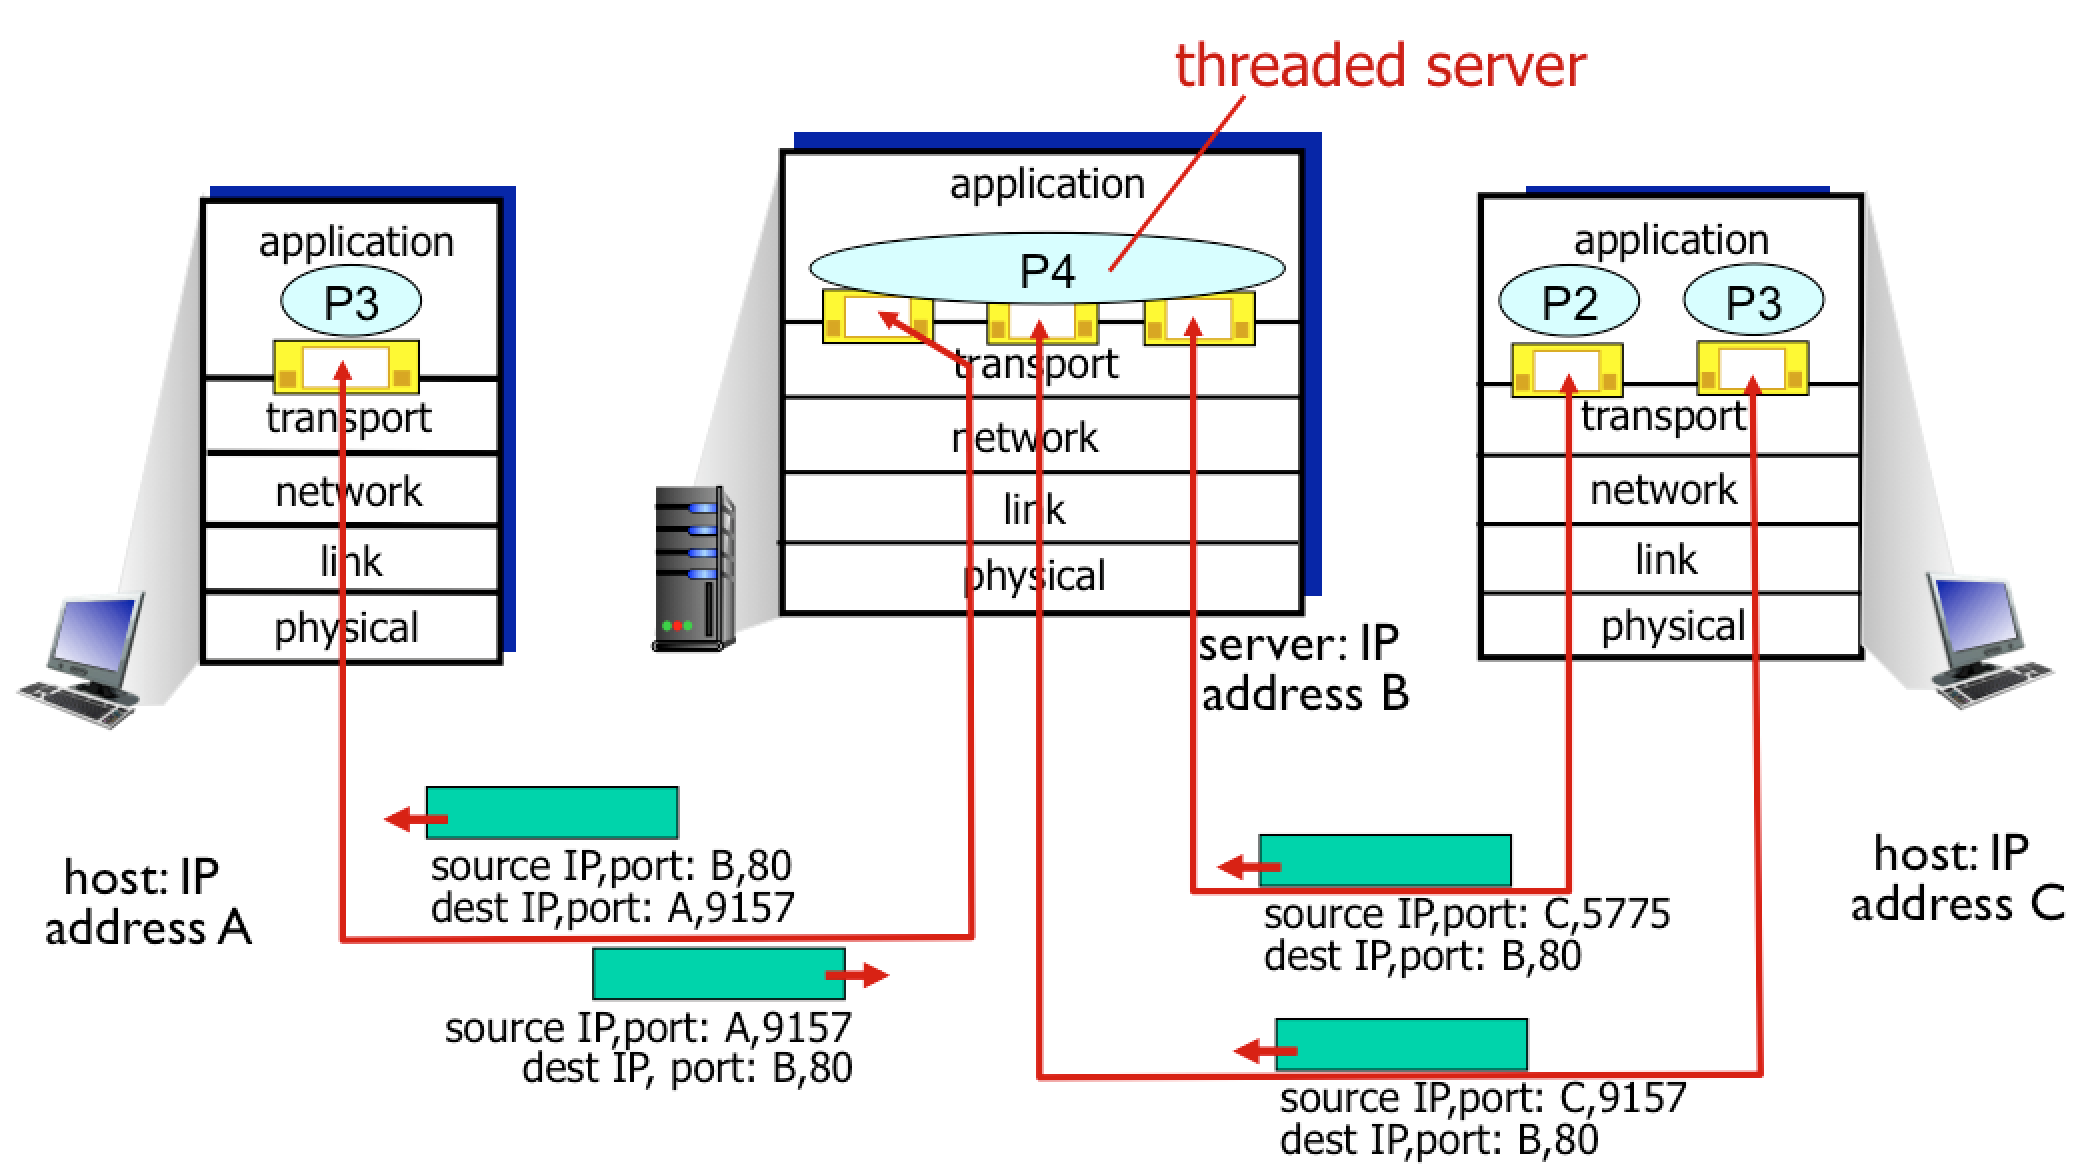 threaded server
application
P3
transport
network
link
physical
application
P4
transport
network
link
physical
application
P2
P3
transport
network
link
physical
server: IP
address B
host: IP
address A
source IP,port: B,80
dest IP,port: A,9157
source IP,port: A,9157
dest IP, port: B,80
source IP,port: C,5775
dest IP,port: B,80
source IP,port: C,9157
dest IP,port: B,80
host: IP
address C